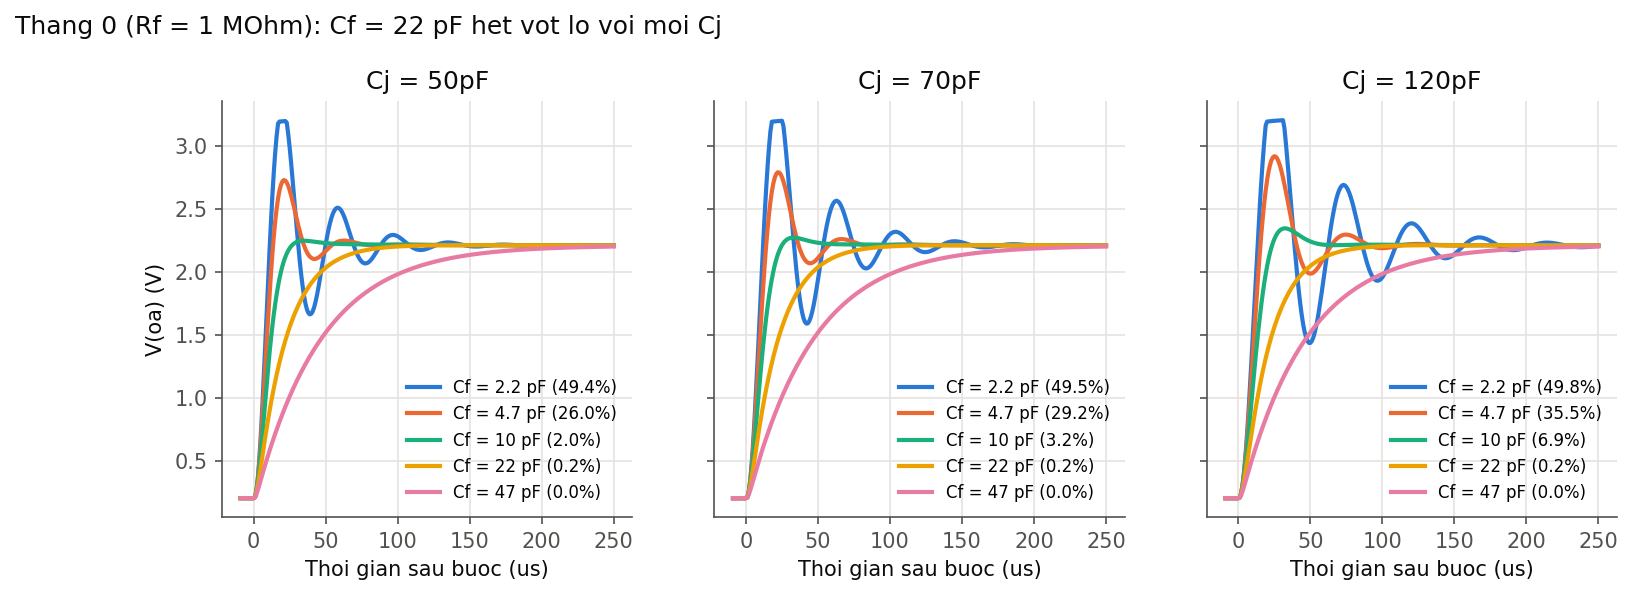 Thang 0 (Rf = 1 MOhm): Cf = 22 pF het vot lo voi moi Cj
Cj = 50pF
Cj = 70pF
Cj = 120pF
V(oa) (V)
3.0
2.5
2.0
1.5
1.0
0.5
Cf = 2.2 pF (49.4%)
Cf = 4.7 pF (26.0%)
Cf = 10 pF (2.0%)
Cf = 22 pF (0.2%)
Cf = 47 pF (0.0%)
0 50 100 150 200 250
Thoi gian sau buoc (us)
Cf = 2.2 pF (49.5%)
Cf = 4.7 pF (29.2%)
Cf = 10 pF (3.2%)
Cf = 22 pF (0.2%)
Cf = 47 pF (0.0%)
0 50 100 150 200 250
Thoi gian sau buoc (us)
Cf = 2.2 pF (49.8%)
Cf = 4.7 pF (35.5%)
Cf = 10 pF (6.9%)
Cf = 22 pF (0.2%)
Cf = 47 pF (0.0%)
0 50 100 150 200 250
Thoi gian sau buoc (us)